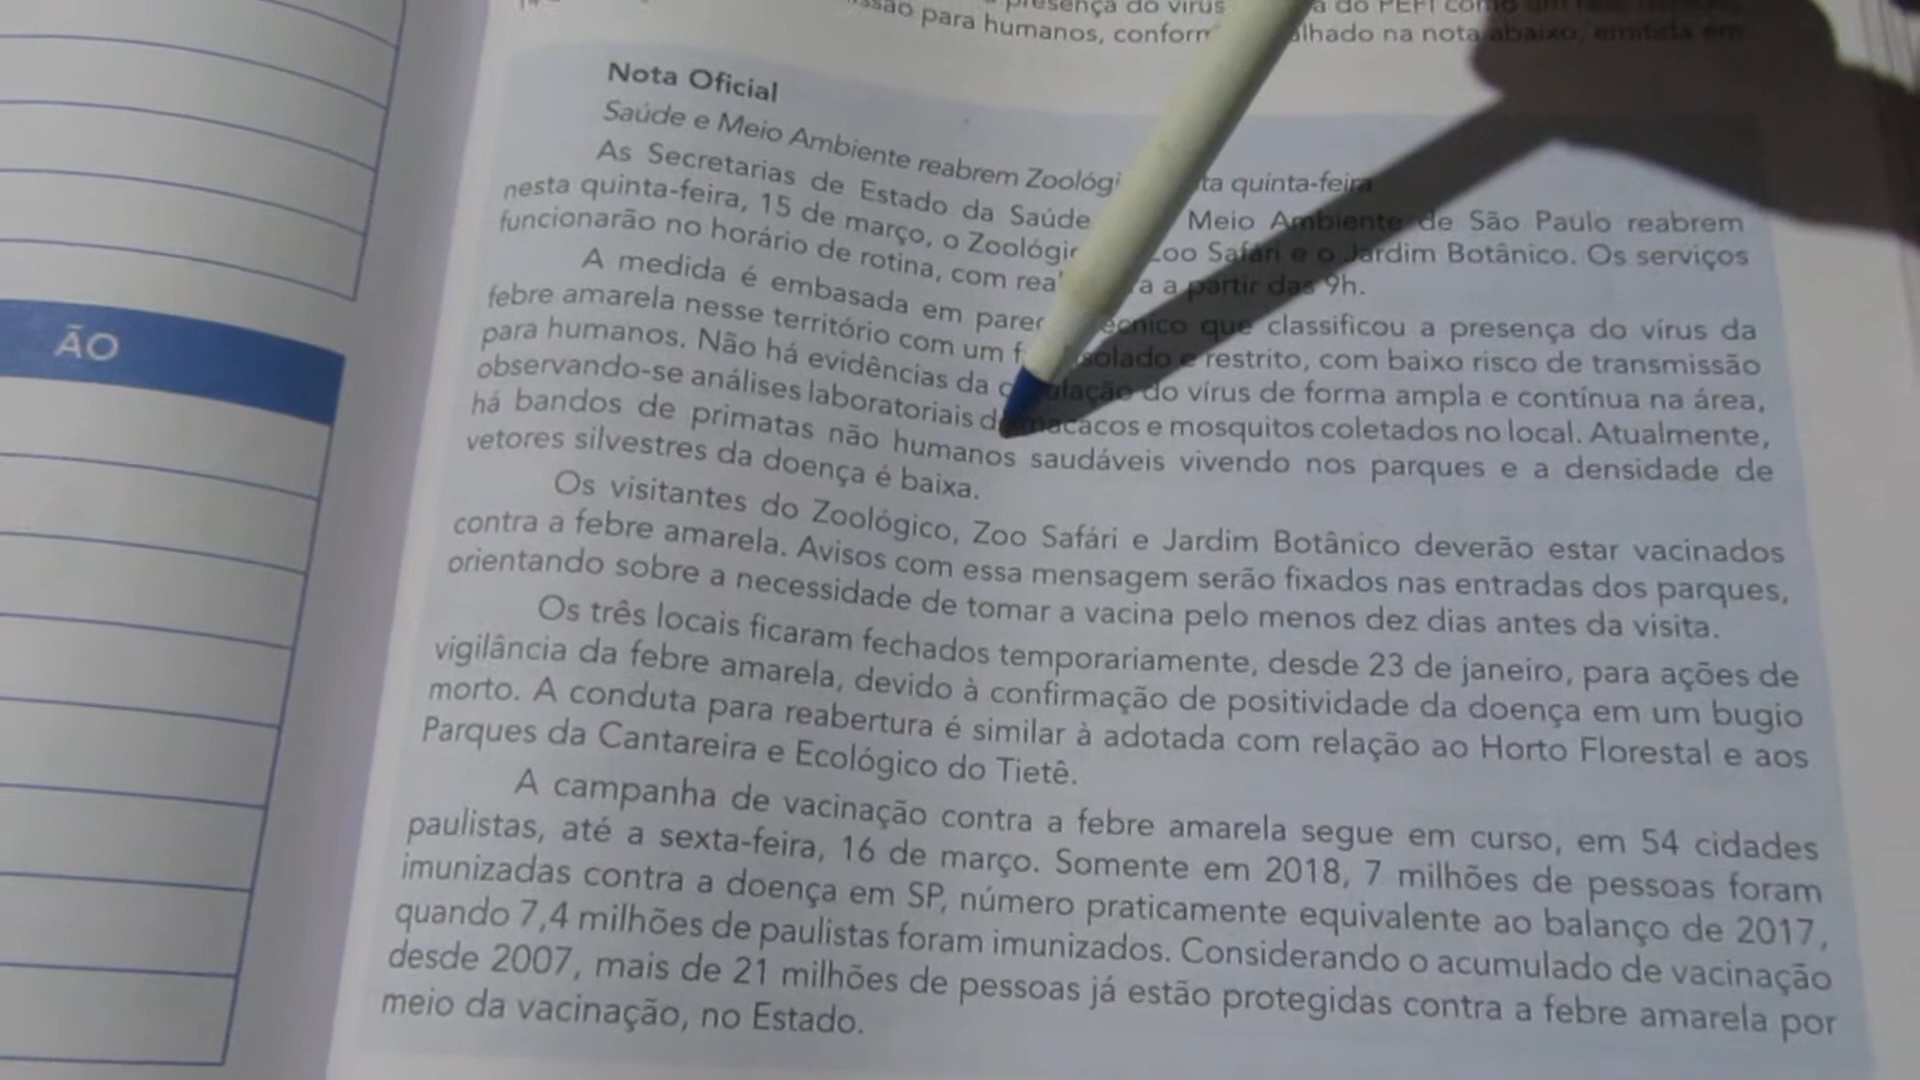 presença do vírus
do PEFI como
ssão para humanos, conform lhado na nota abaixo, emitida em
Nota Oficial
Saúde e Meio Ambiente reabrem Zoológi ta quinta-feira
As Secretarias de Estado da Saúde Meio Ambiente de São Paulo reabrem
nesta quinta-feira, 15 de março, o Zoológic Zoo Safári e o Jardim Botânico. Os serviços
funcionarão no horário de rotina, com rea a a partir das 9h.
A medida é embasada em parec écnico que classificou a presença do vírus da
febre amarela nesse território com um f isolado e restrito, com baixo risco de transmissão
para humanos. Não há evidências da c ulação do vírus de forma ampla e contínua na área,
observando-se análises laboratoriais d macacos e mosquitos coletados no local. Atualmente,
há bandos de primatas não humanos saudáveis vivendo nos parques e a densidade de
vetores silvestres da doença é baixa.
Os visitantes do Zoológico, Zoo Safári e Jardim Botânico deverão estar vacinados
contra a febre amarela. Avisos com essa mensagem serão fixados nas entradas dos parques,
orientando sobre a necessidade de tomar a vacina pelo menos dez dias antes da visita.
Os três locais ficaram fechados temporariamente, desde 23 de janeiro, para ações de
vigilância da febre amarela, devido à confirmação de positividade da doença em um bugio
morto. A conduta para reabertura é similar à adotada com relação ao Horto Florestal e aos
Parques da Cantareira e Ecológico do Tietê.
A campanha de vacinação contra a febre amarela segue em curso, em 54 cidades
paulistas, até a sexta-feira, 16 de março. Somente em 2018, 7 milhões de pessoas foram
imunizadas contra a doença em SP, número praticamente equivalente ao balanço de 2017,
quando 7,4 milhões de paulistas foram imunizados. Considerando o acumulado de vacinação
desde 2007, mais de 21 milhões de pessoas já estão protegidas contra a febre amarela por
meio da vacinação, no Estado.
ÃO